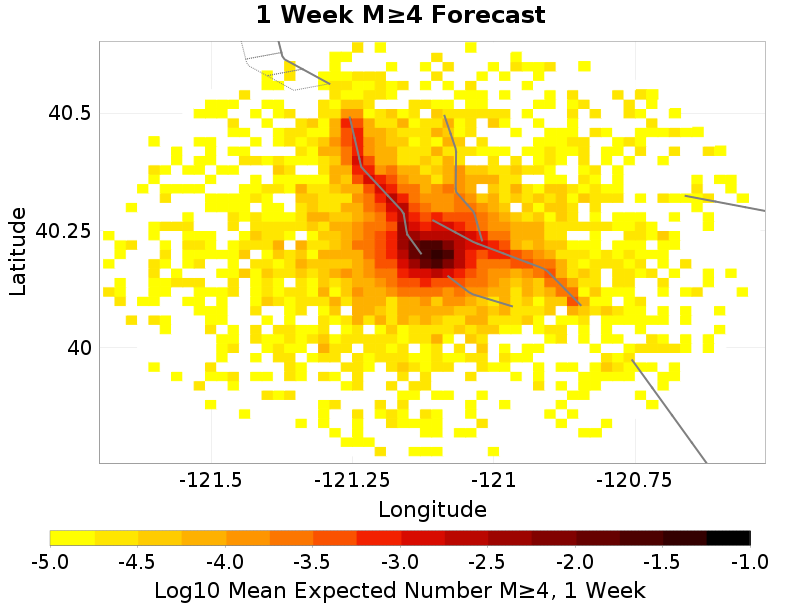 1 Week M≥4 Forecast
Latitude
40.5
40.25
40
-121.5 -121.25 -121 -120.75
Longitude
-5.0 -4.5 -4.0 -3.5 -3.0 -2.5 -2.0 -1.5 -1.0
Log10 Mean Expected Number M≥4, 1 Week